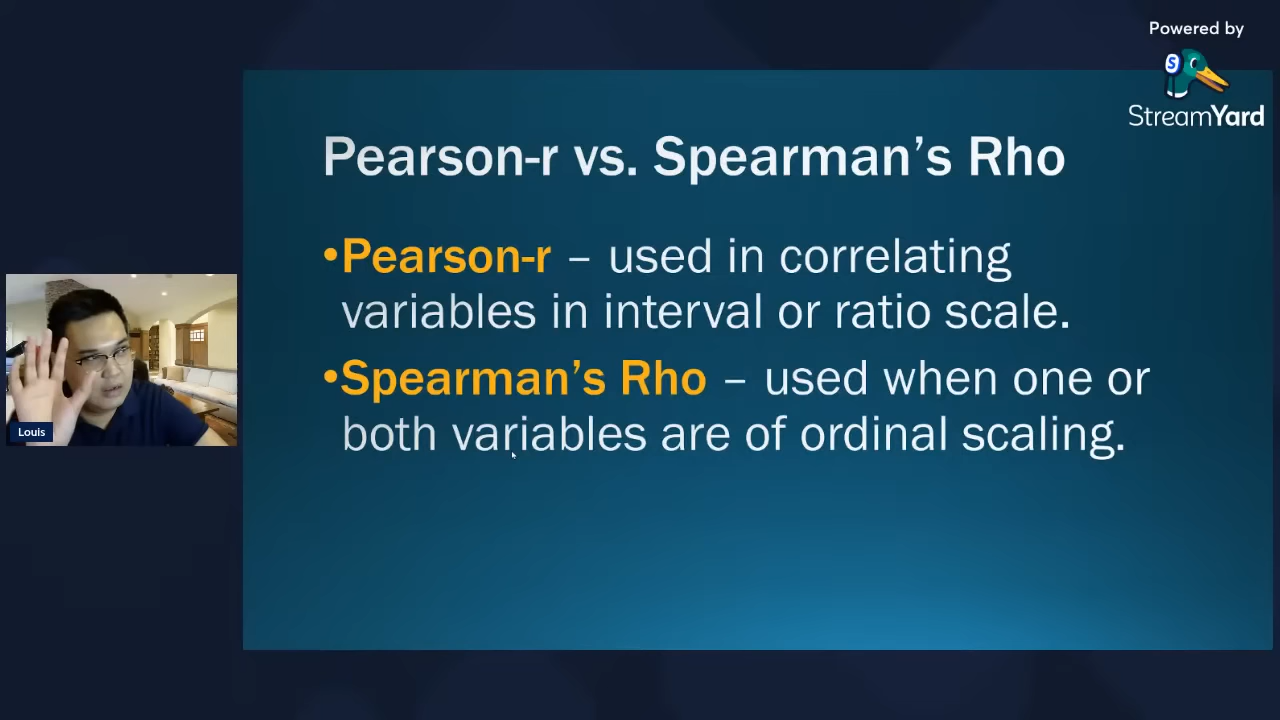 Powered by
S
StreamYard
Pearson-r vs. Spearman's Rho
•Pearson-r – used in correlating
variables in interval or ratio scale.
•Spearman's Rho – used when one or
both variables are of ordinal scaling.
Louis